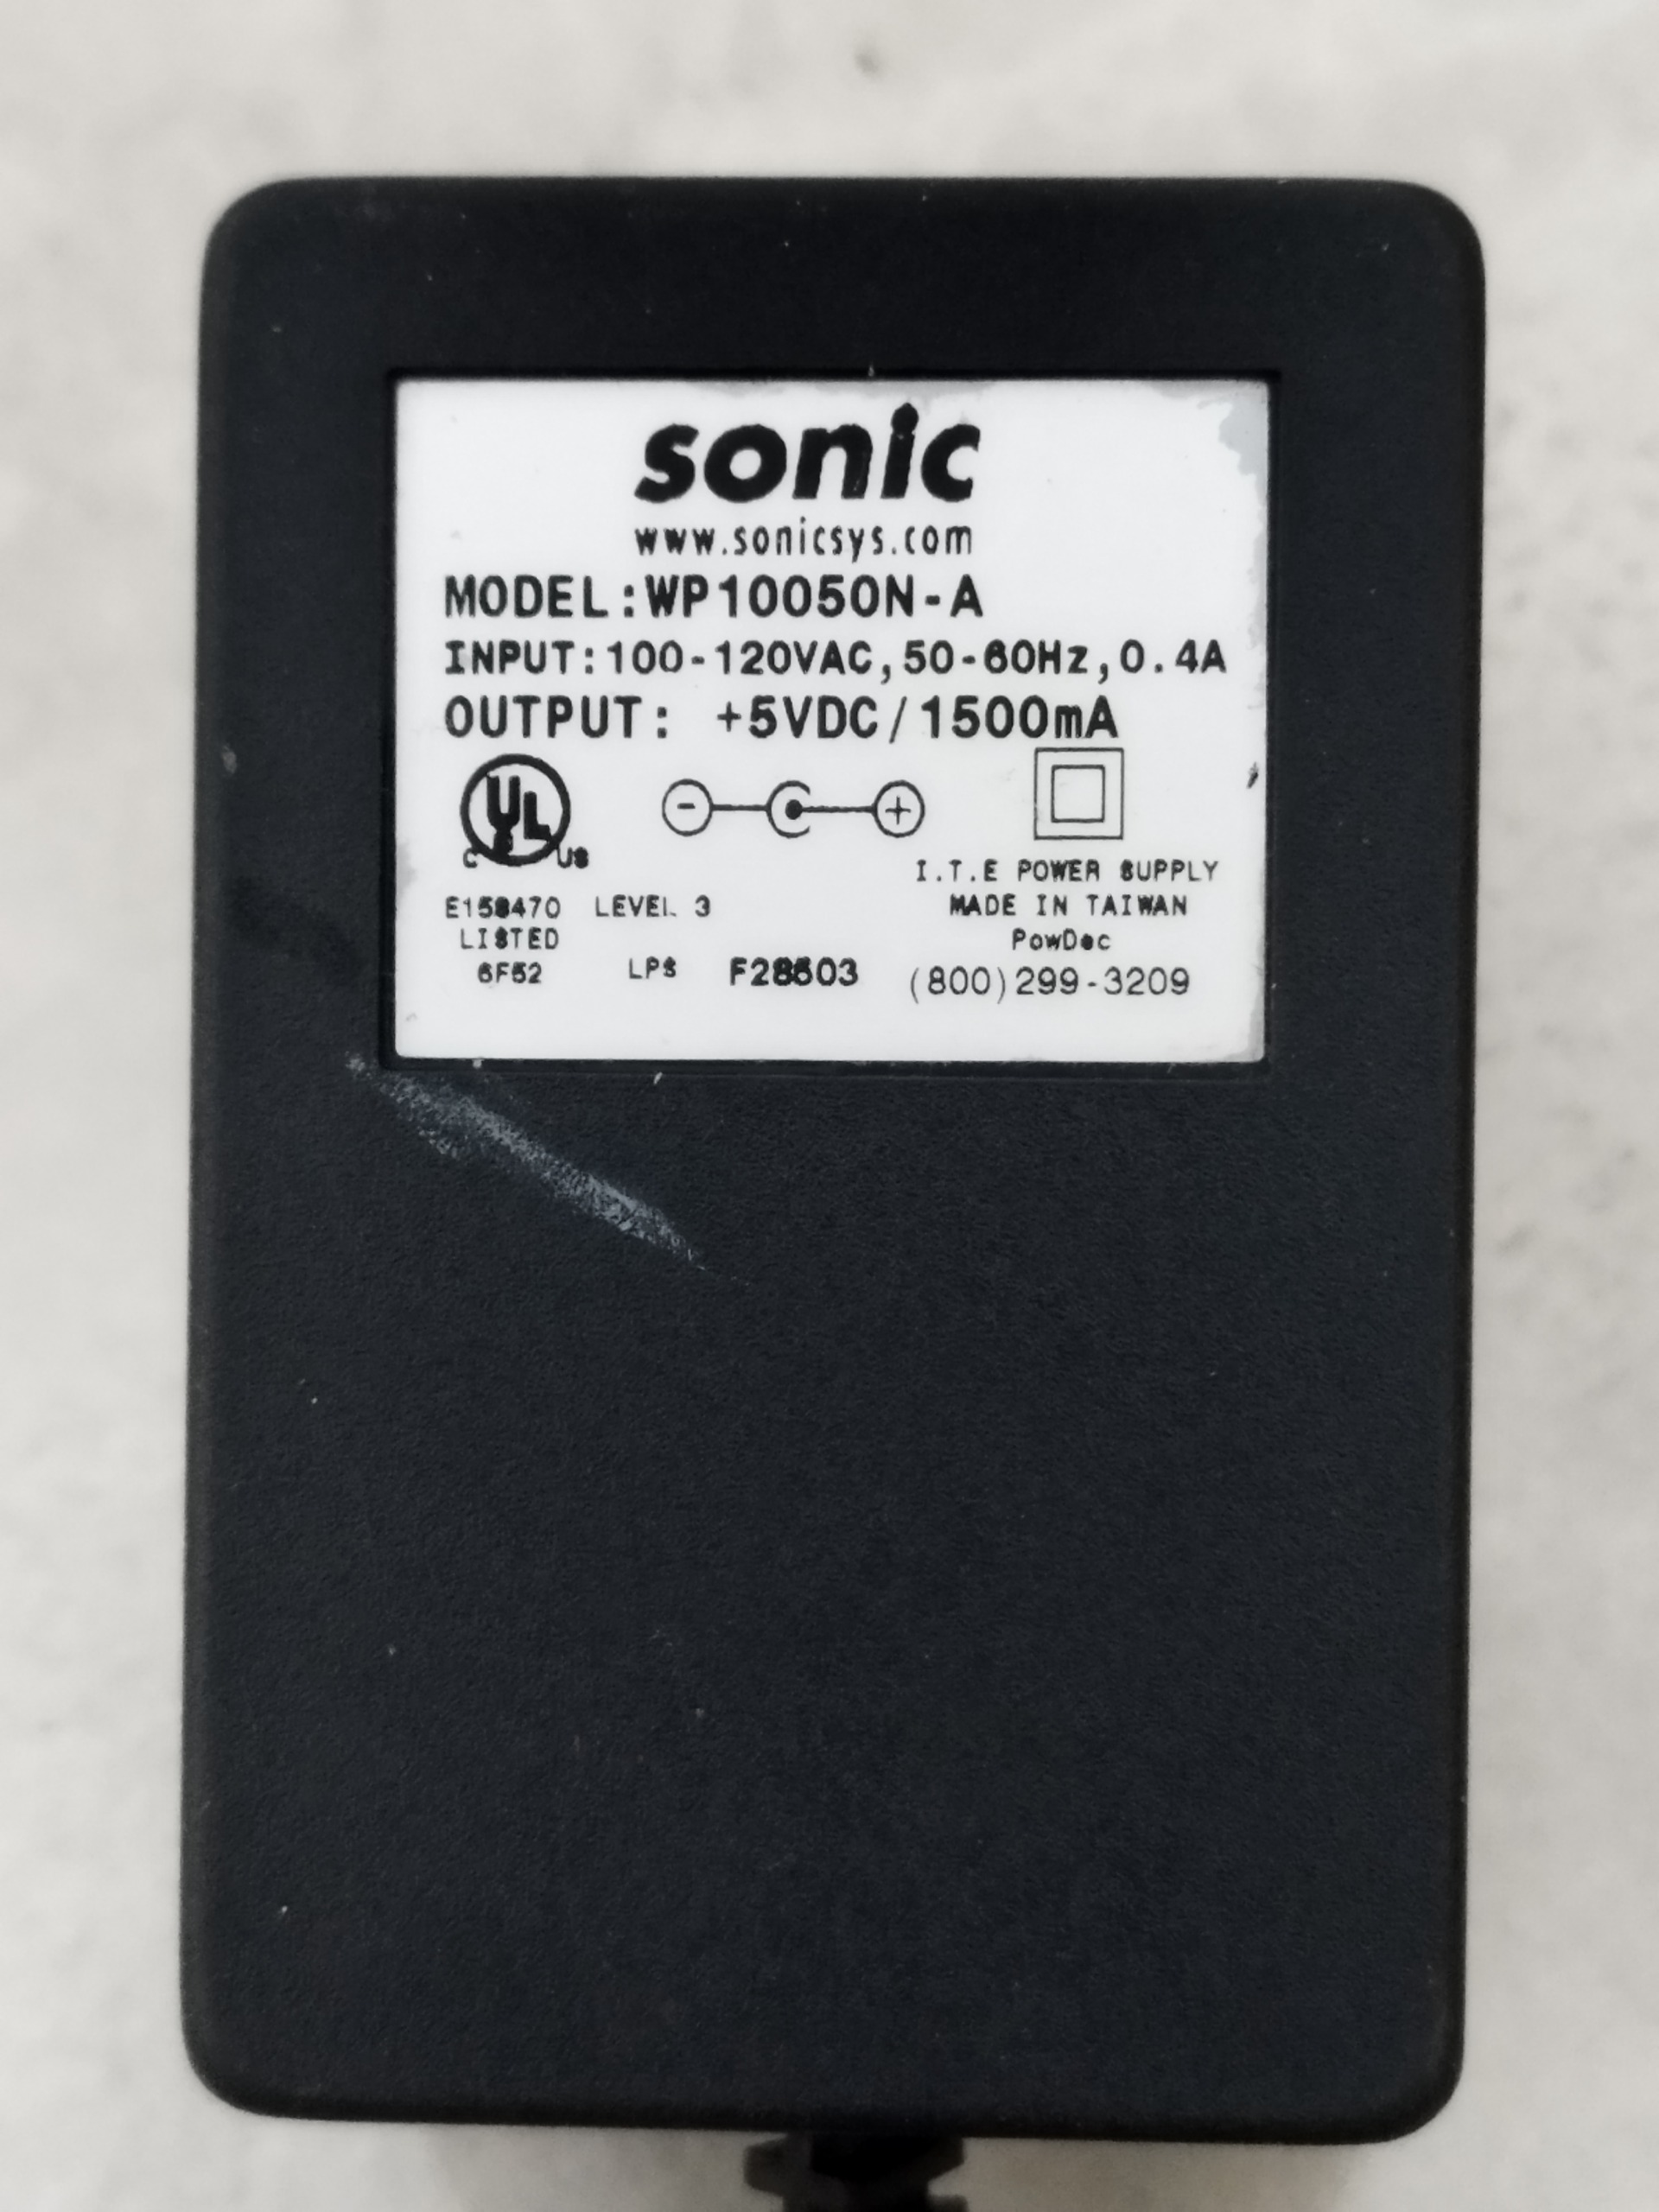 sonic
www.sonicsys.com
MODEL:WP10050N-A
INPUT:100-120VAC,50-60Hz,0.4A
OUTPUT: +5VDC/1500mA
C UL US
- +
I.T.E POWER SUPPLY
E158470 LEVEL 3 MADE IN TAIWAN
LISTED PowDec
6F52 LPS (800)299-3209